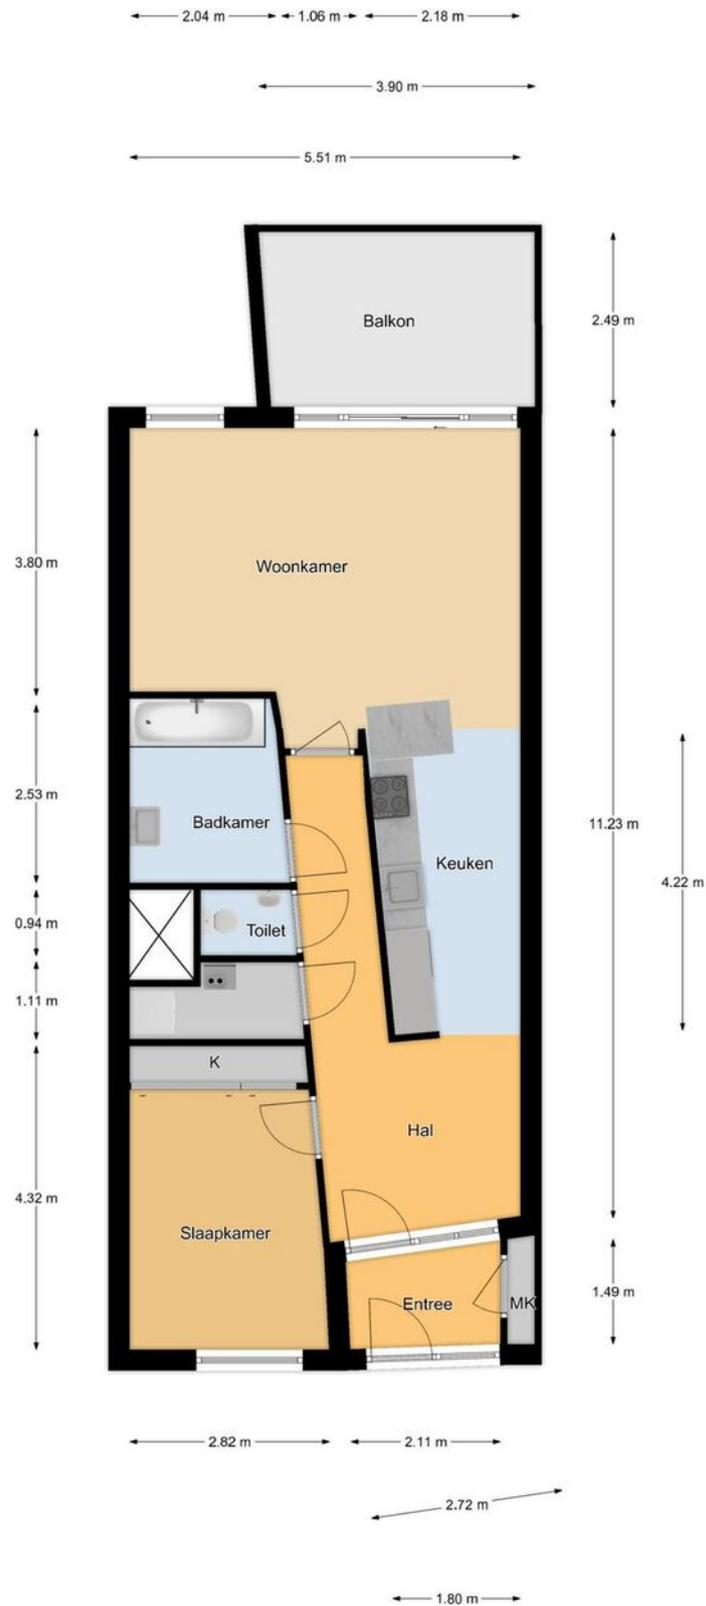 2.04 m 1.06 m 2.18 m
3.90 m
5.51 m
Balkon
2.49 m
Woonkamer
3.80 m
2.53 m
Badkamer
11.23 m
Keuken
4.22 m
0.94 m
Toilet
1.11 m
K
Hal
4.32 m
Slaapkamer
1.49 m
Entree
MK
2.82 m 2.11 m
2.72 m
1.80 m